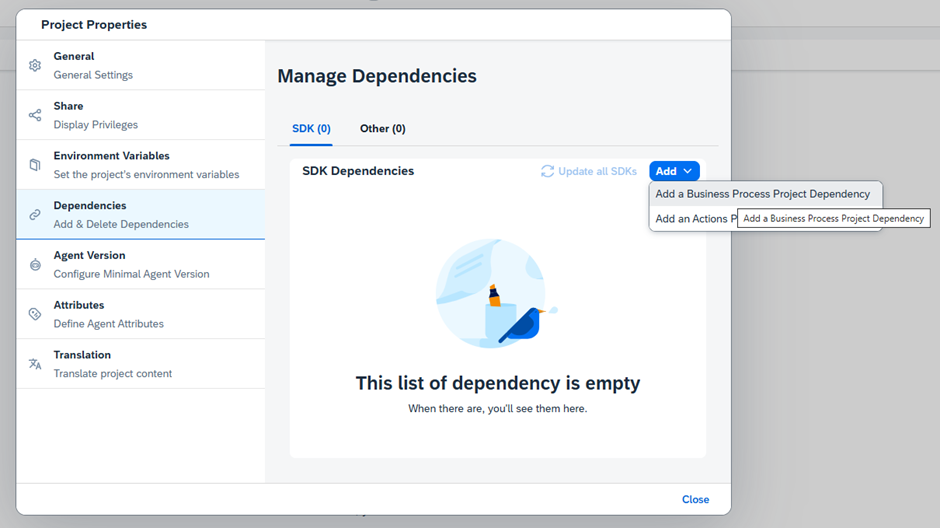 Project Properties
General
General Settings
Share
Display Privileges
Environment Variables
Set the project's environment variables
Dependencies
Add & Delete Dependencies
Agent Version
Configure Minimal Agent Version
Attributes
Define Agent Attributes
Translation
Translate project content
Manage Dependencies
SDK (0)
Other (0)
SDK Dependencies
Update all SDKs
Add
Add a Business Process Project Dependency
Add an Actions P
Add a Business Process Project Dependency
This list of dependency is empty
When there are, you'll see them here.
Close